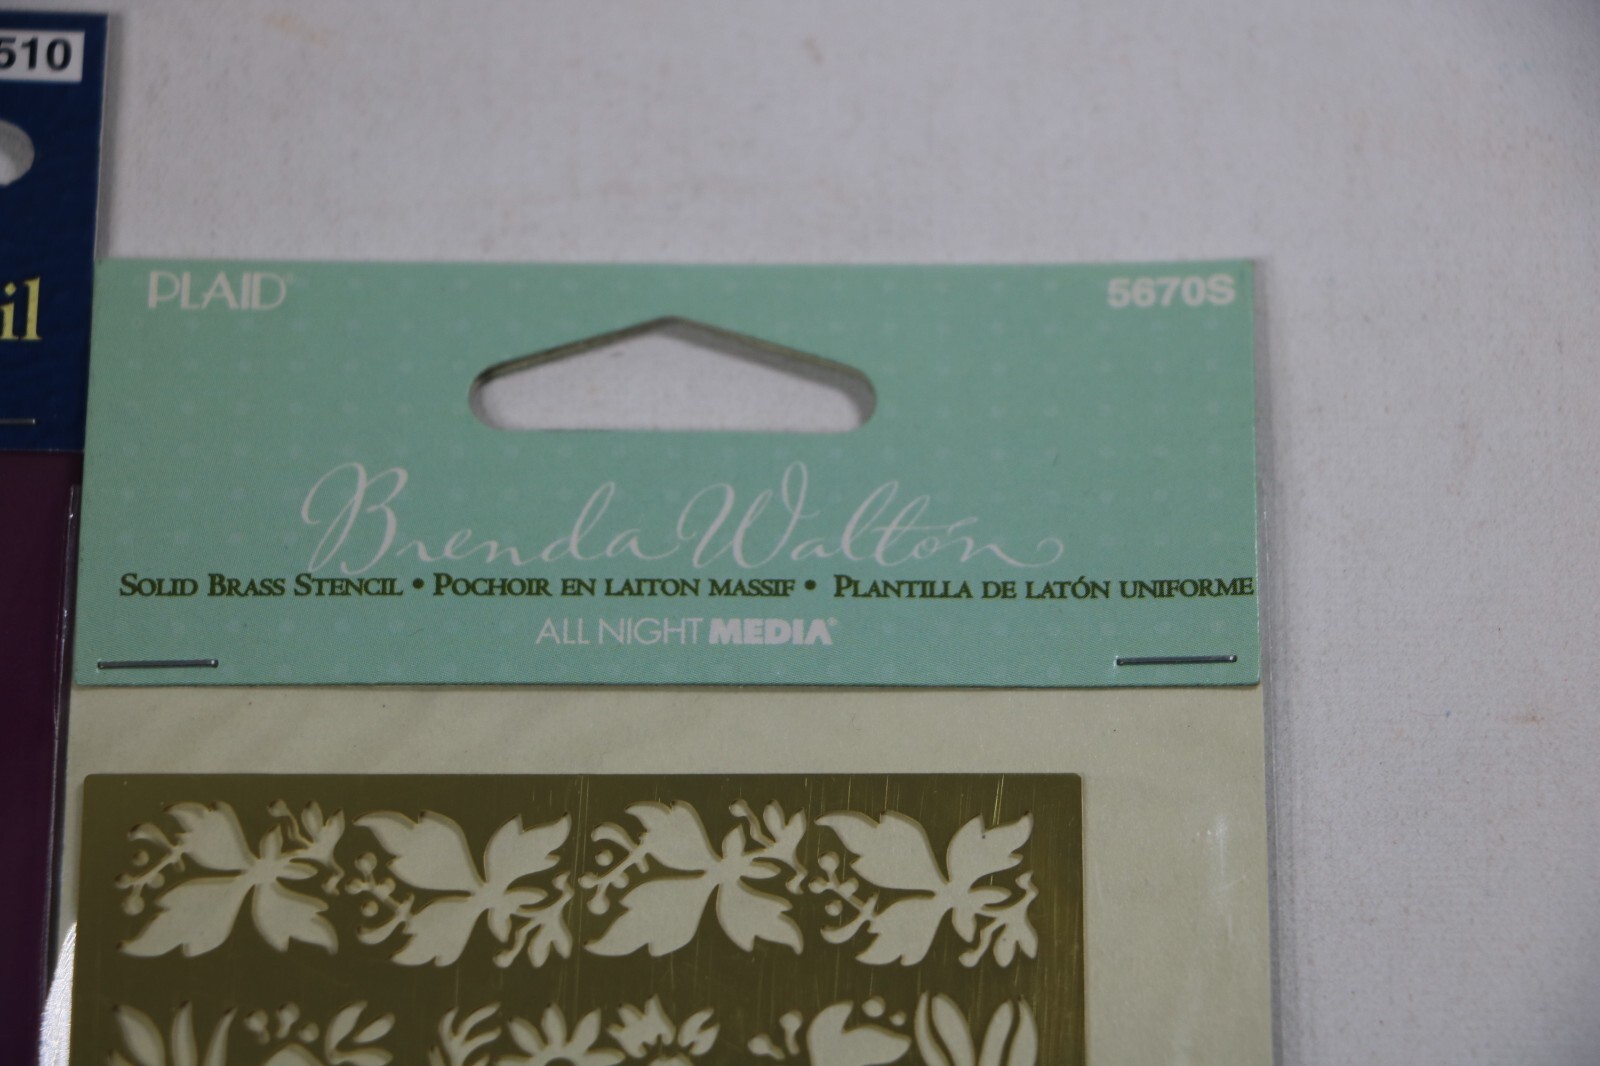 510
il
PLAID® 5670S
Brenda Walton
SOLID BRASS STENCIL • POCHOIR EN LAITON MASSIF • PLANTILLA DE LATÓN UNIFORME
ALL NIGHT MEDIA®